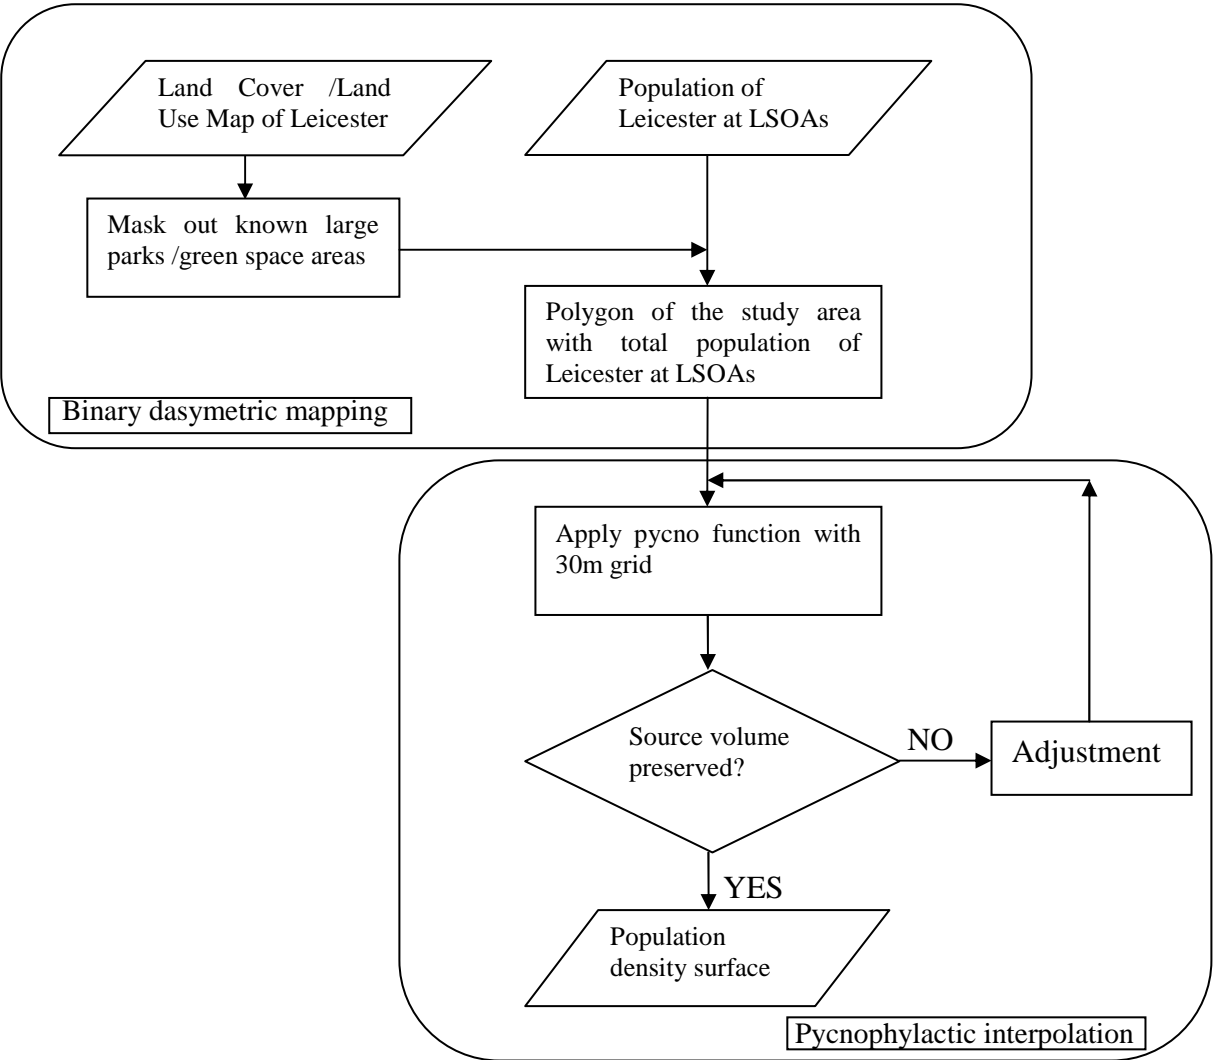 Land Cover /Land
Use Map of Leicester
Population of
Leicester at LSOAs
Mask out known large
parks /green space areas
Polygon of the study area
with total population of
Leicester at LSOAs
Binary dasymetric mapping
Apply pycno function with
30m grid
Source volume
preserved?
NO
Adjustment
YES
Population
density surface
Pycnophylactic interpolation